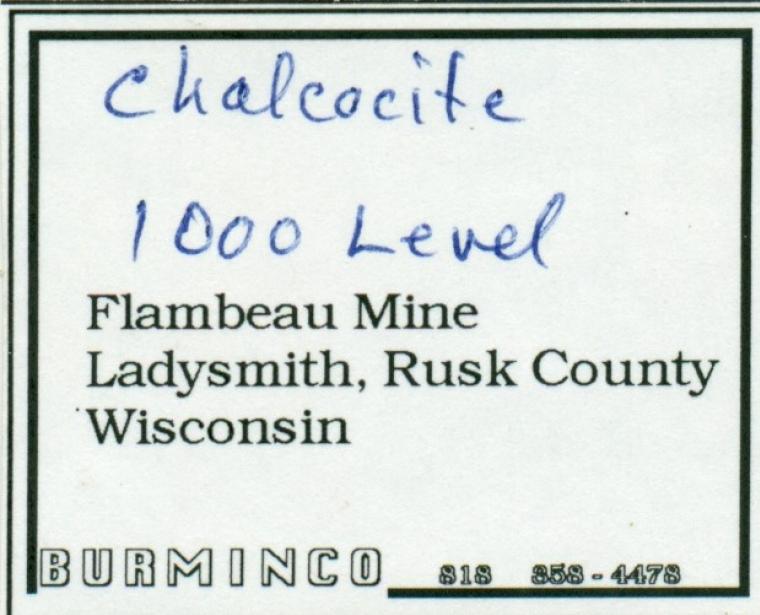 Chalcocite
1000 Level
Flambeau Mine
Ladysmith, Rusk County
Wisconsin
BURMINCO 818 358-4478